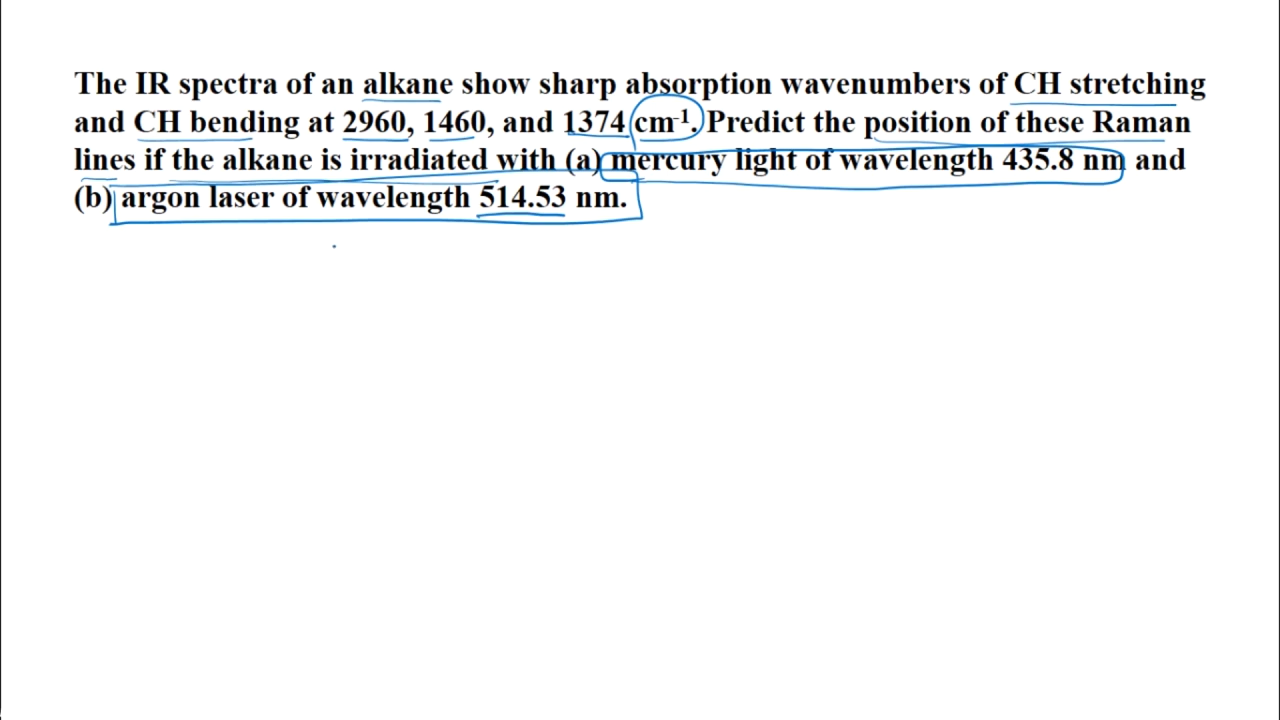 The IR spectra of an alkane show sharp absorption wavenumbers of CH stretching
and CH bending at 2960, 1460, and 1374 cm⁻¹. Predict the position of these Raman
lines if the alkane is irradiated with (a) mercury light of wavelength 435.8 nm and
(b) argon laser of wavelength 514.53 nm.